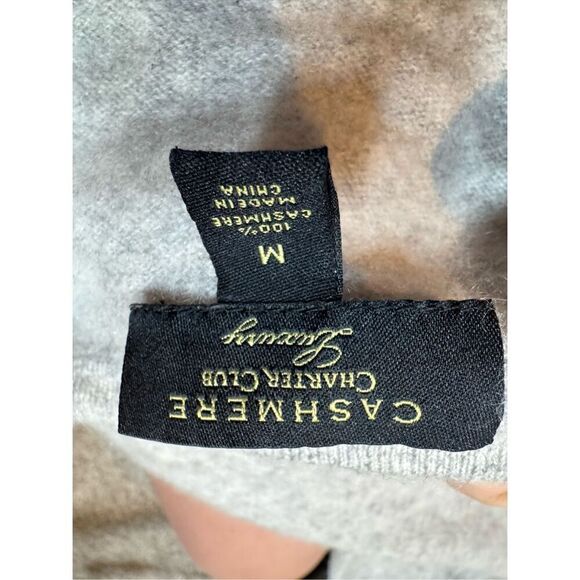 CASHMERE
CHARTER CLUB
Luxury
M
100%
CASHMERE
MADE IN
CHINA